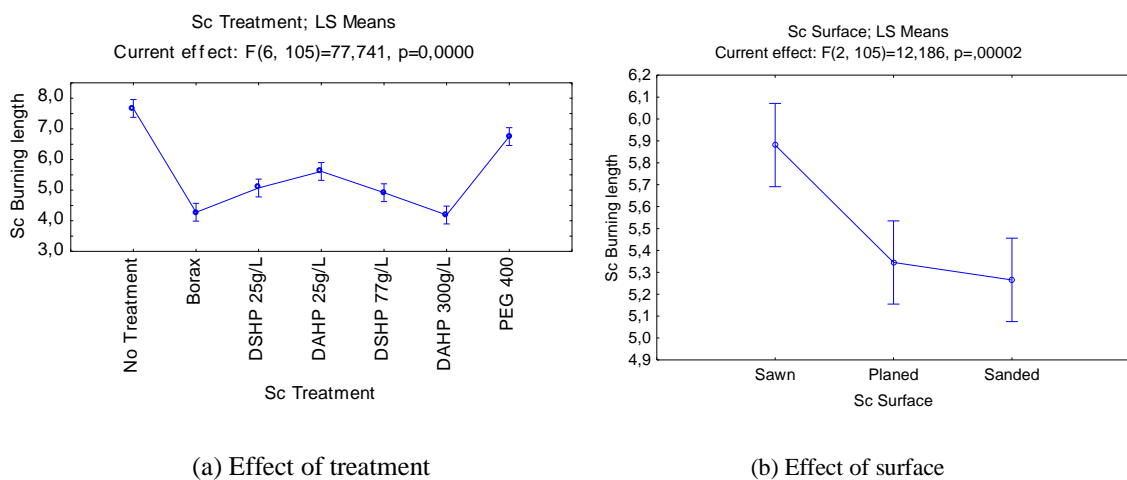 Sc Treatment; LS Means
Current effect: F(6, 105)=77,741, p=0,0000
8,0
7,0
6,0
5,0
4,0
3,0
Sc Burning length
No Treatment
Borax
DSHP 25g/L
DAHP 25g/L
DSHP 77g/L
DAHP 300g/L
PEG 400
Sc Treatment
(a) Effect of treatment
Sc Surface; LS Means
Current effect: F(2, 105)=12,186, p=,00002
6,2
6,1
6,0
5,9
5,8
5,7
5,6
5,5
5,4
5,3
5,2
5,1
5,0
4,9
Sc Burning length
Sawn
Planed
Sanded
Sc Surface
(b) Effect of surface